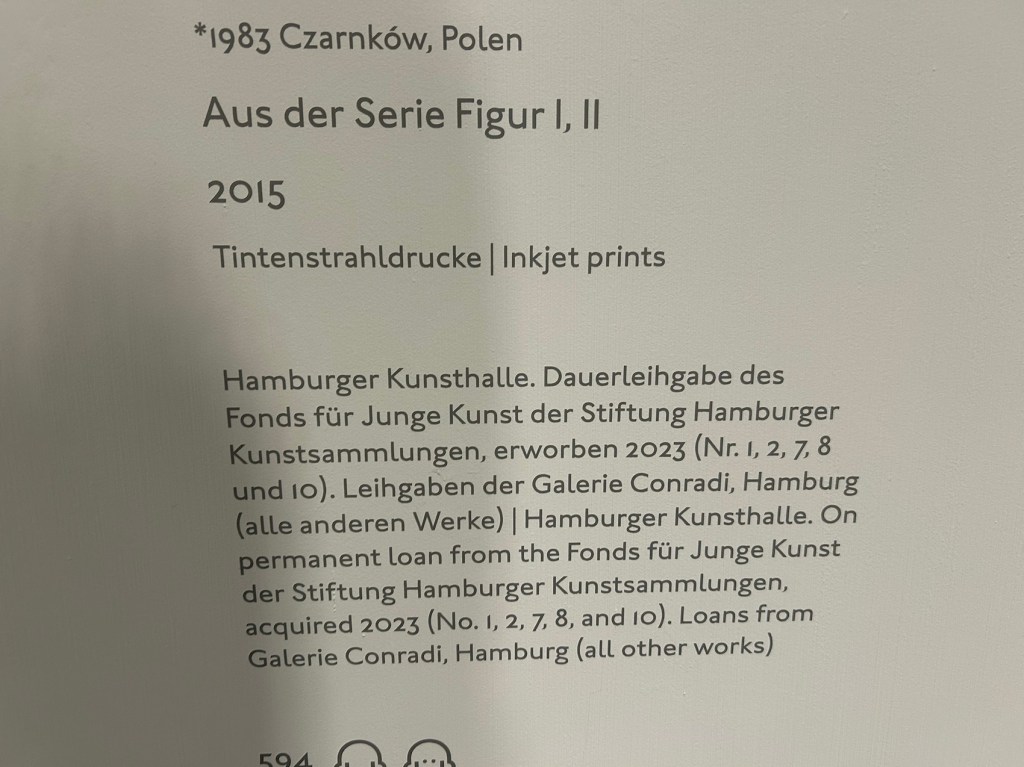 *1983 Czarnków, Polen
Aus der Serie Figur I, II
2015
Tintenstrahldrucke | Inkjet prints
Hamburger Kunsthalle. Dauerleihgabe des
Fonds für Junge Kunst der Stiftung Hamburger
Kunstsammlungen, erworben 2023 (Nr. 1, 2, 7, 8
und 10). Leihgaben der Galerie Conradi, Hamburg
(alle anderen Werke) | Hamburger Kunsthalle. On
permanent loan from the Fonds für Junge Kunst
der Stiftung Hamburger Kunstsammlungen,
acquired 2023 (No. 1, 2, 7, 8, and 10). Loans from
Galerie Conradi, Hamburg (all other works)
594